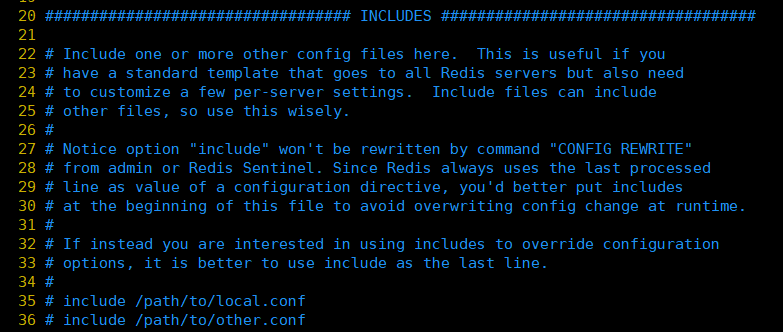 20 ################################## INCLUDES ###################################
21
22 # Include one or more other config files here.  This is useful if you
23 # have a standard template that goes to all Redis servers but also need
24 # to customize a few per-server settings.  Include files can include
25 # other files, so use this wisely.
26 #
27 # Notice option "include" won't be rewritten by command "CONFIG REWRITE"
28 # from admin or Redis Sentinel. Since Redis always uses the last processed
29 # line as value of a configuration directive, you'd better put includes
30 # at the beginning of this file to avoid overwriting config change at runtime.
31 #
32 # If instead you are interested in using includes to override configuration
33 # options, it is better to use include as the last line.
34 #
35 # include /path/to/local.conf
36 # include /path/to/other.conf